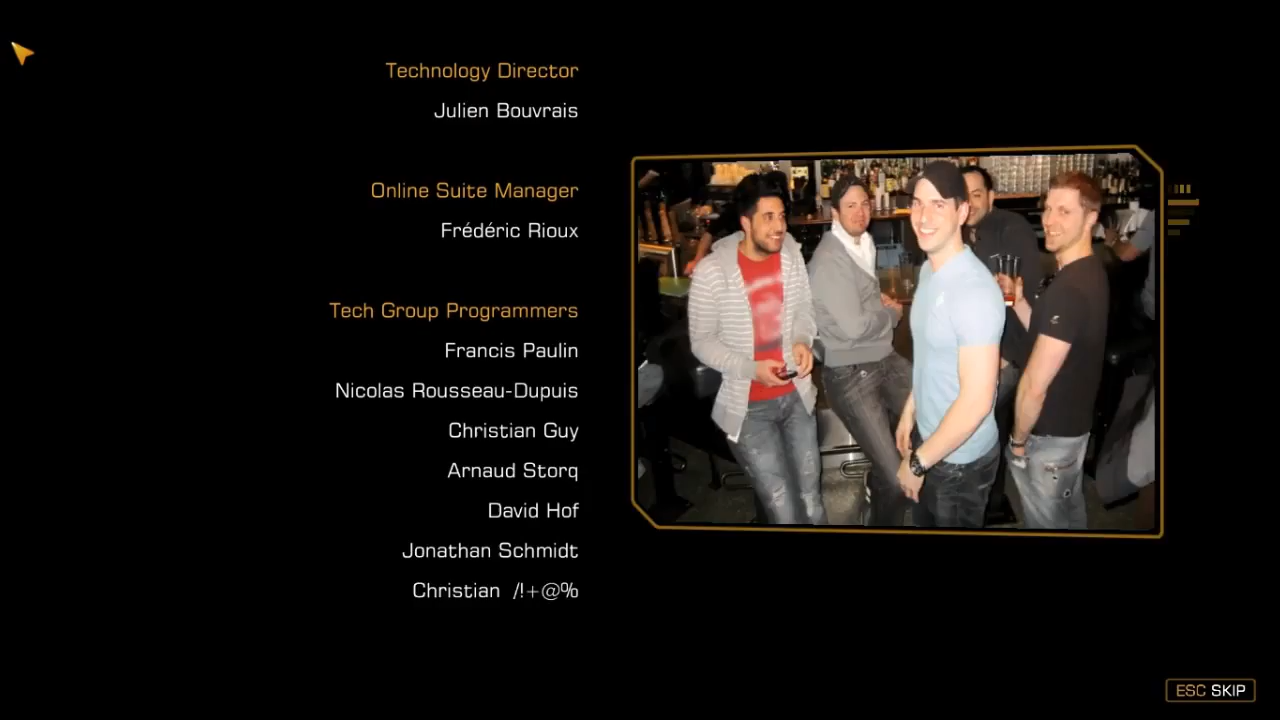 Technology Director
Julien Bouvrais
Online Suite Manager
Frédéric Rioux
Tech Group Programmers
Francis Paulin
Nicolas Rousseau-Dupuis
Christian Guy
Arnaud Storq
David Hof
Jonathan Schmidt
Christian /!+@%
ESC SKIP